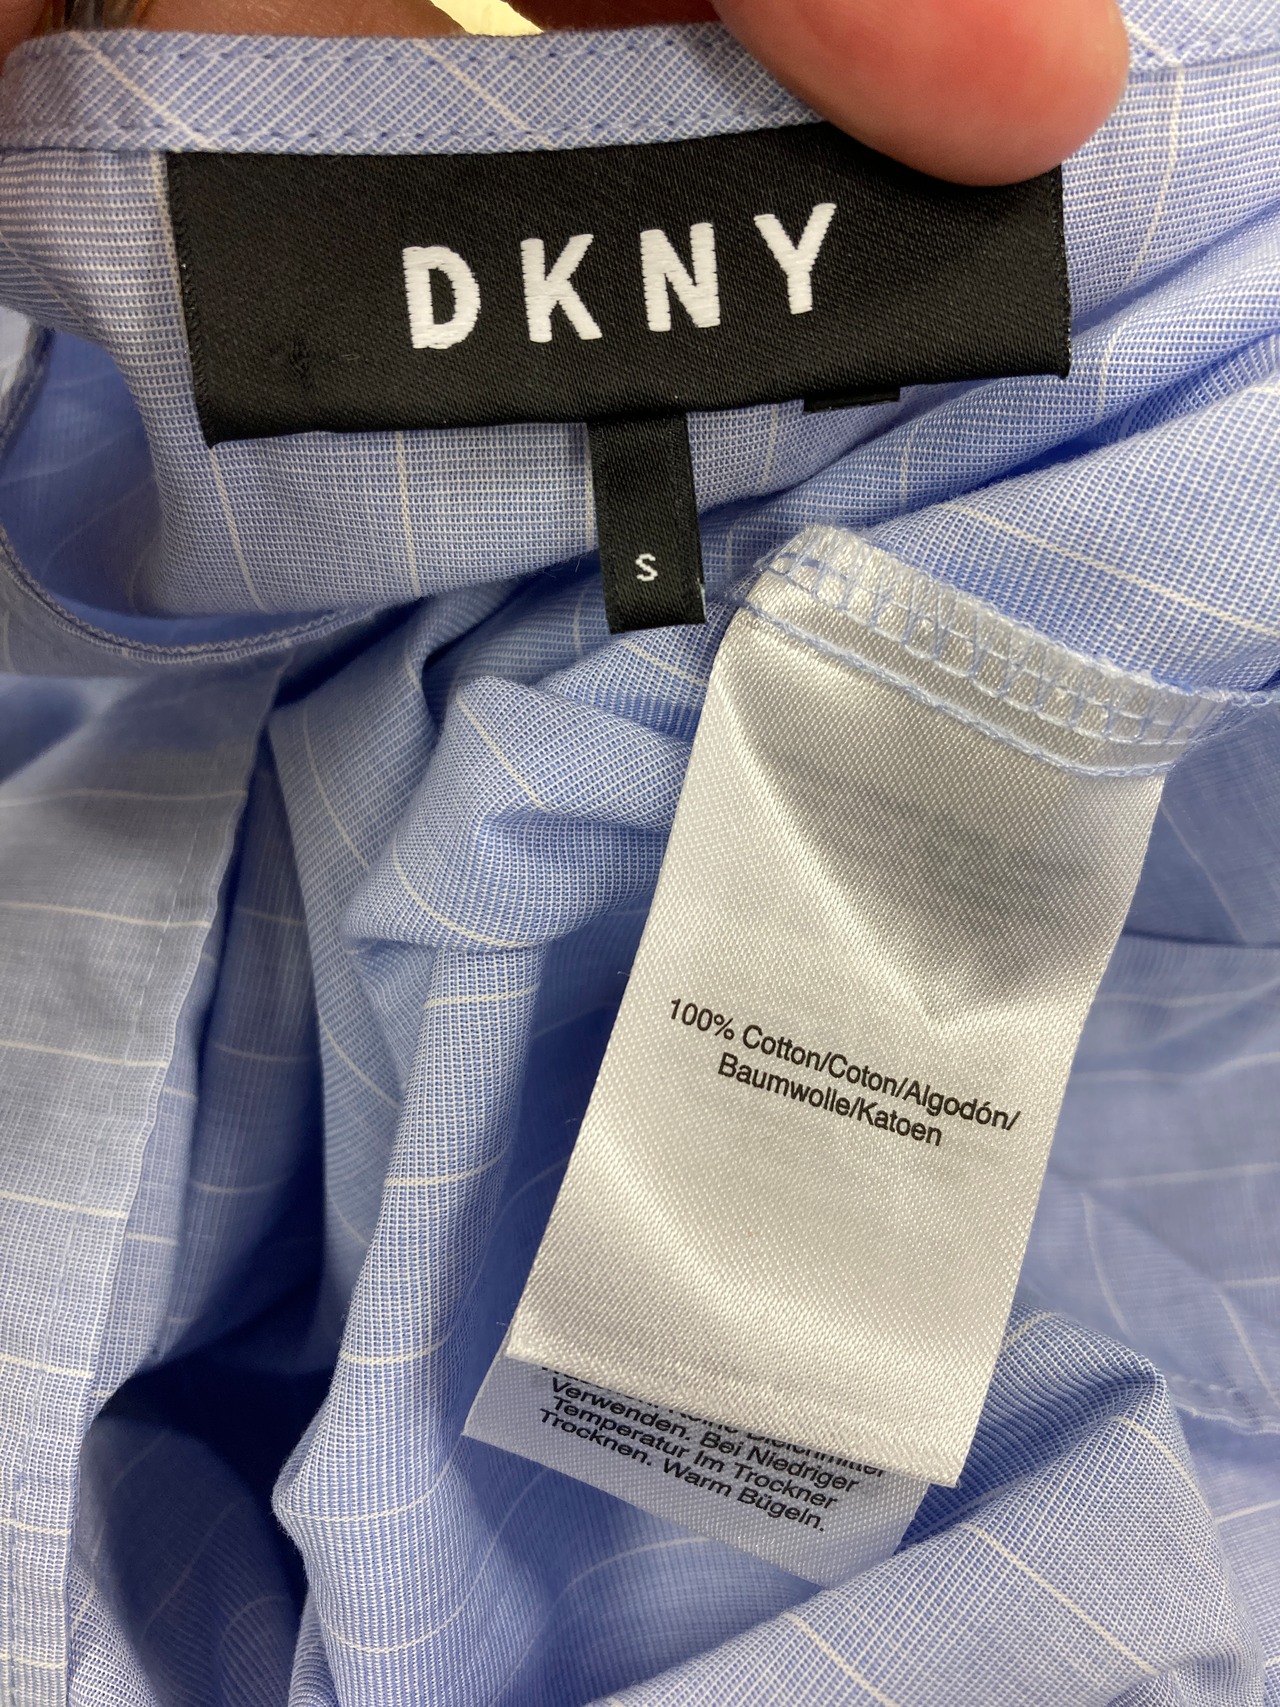 DKNY
S
100% Cotton/Coton/Algodón/
Baumwolle/Katoen
Verwenden. Bei Niedriger
Temperatur Im Trockner
Trocknen. Warm Bügeln.